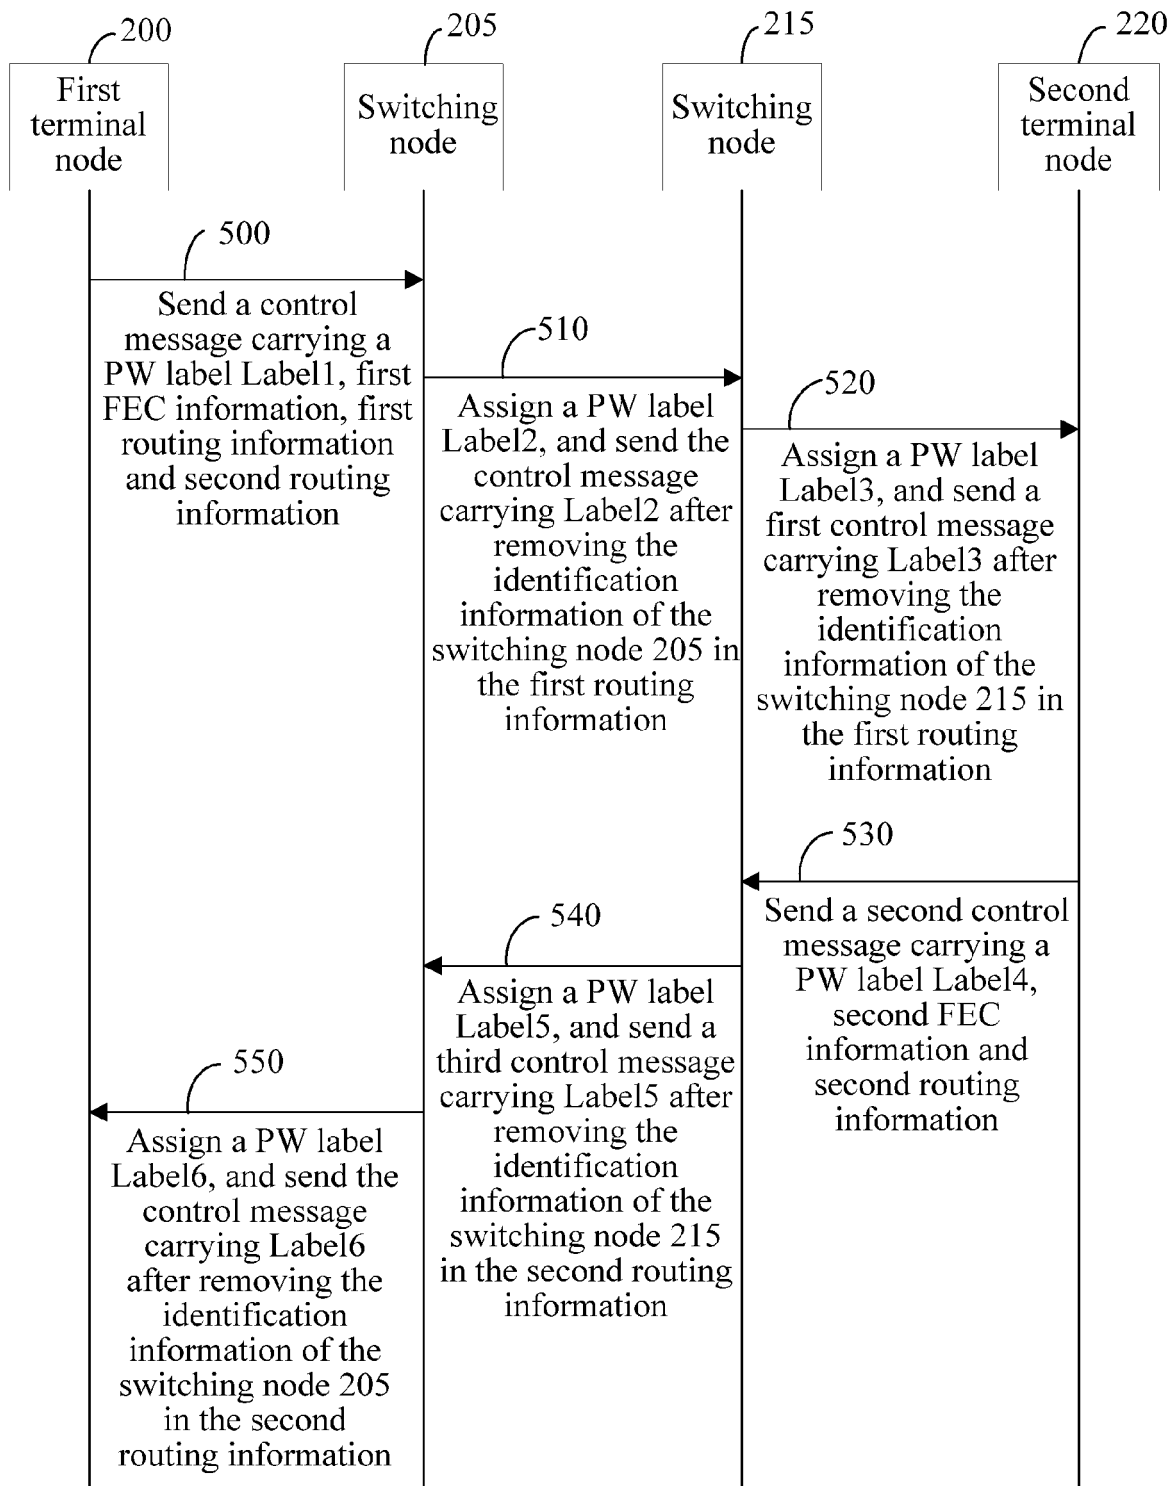 200
205
215
220
First
terminal
node
Switching
node
Switching
node
Second
terminal
node
500
Send a control
message carrying a
PW label Label1, first
FEC information, first
routing information
and second routing
information
510
Assign a PW label
Label2, and send the
control message
carrying Label2 after
removing the
identification
information of the
switching node 205 in
the first routing
information
520
Assign a PW label
Label3, and send a
first control message
carrying Label3 after
removing the
identification
information of the
switching node 215 in
the first routing
information
530
Send a second control
message carrying a
PW label Label4,
second FEC
information and
second routing
information
540
Assign a PW label
Label5, and send a
third control message
carrying Label5 after
removing the
identification
information of the
switching node 215
in the second routing
information
550
Assign a PW label
Label6, and send the
control message
carrying Label6
after removing the
identification
information of the
switching node 205
in the second
routing information